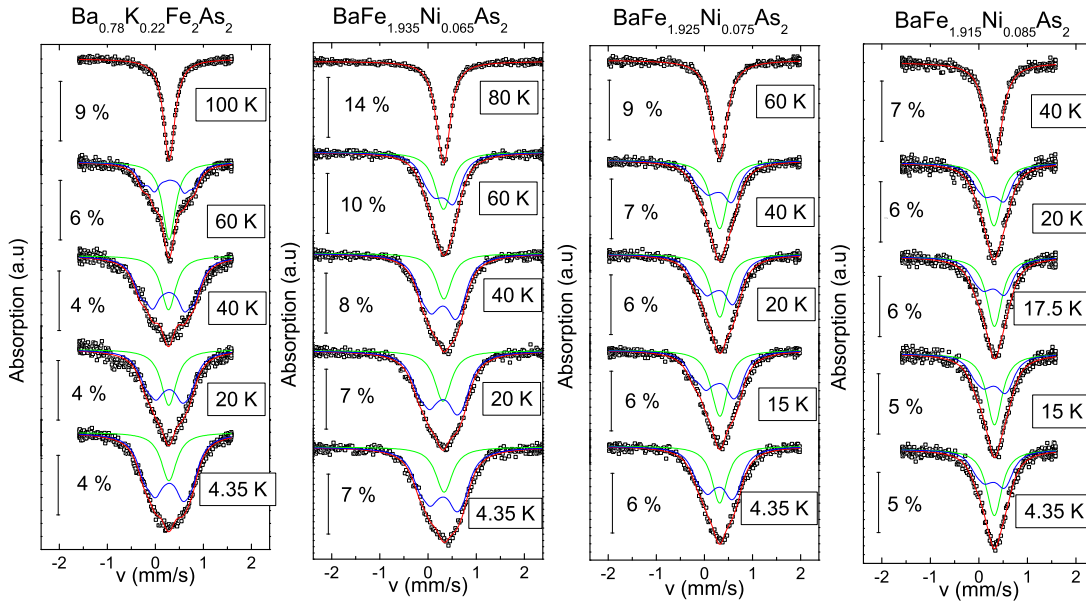 Ba0.78K0.22Fe2As2
Absorption (a.u)
9 %
100 K
6 %
60 K
4 %
40 K
4 %
20 K
4 %
4.35 K
-2 -1 0 1 2
v (mm/s)
BaFe1.935Ni0.065As2
Absorption (a.u)
14 %
80 K
10 %
60 K
8 %
40 K
7 %
20 K
7 %
4.35 K
-2 -1 0 1 2
v (mm/s)
BaFe1.925Ni0.075As2
Absorption (a.u)
9 %
60 K
7 %
40 K
6 %
20 K
6 %
15 K
6 %
4.35 K
-2 -1 0 1 2
v (mm/s)
BaFe1.915Ni0.085As2
Absorption (a.u)
7 %
40 K
6 %
20 K
6 %
17.5 K
5 %
15 K
5 %
4.35 K
-2 -1 0 1 2
v (mm/s)